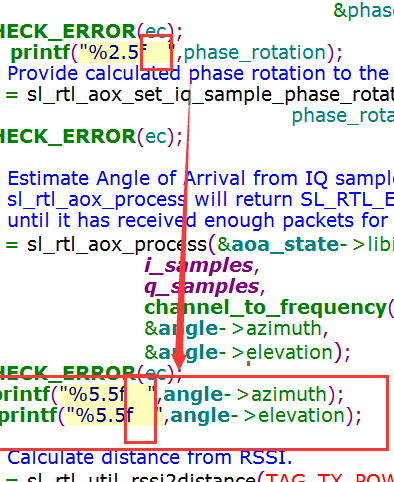 &phase
HECK_ERROR(ec);
printf("%2.5f   ",phase_rotation);
Provide calculated phase rotation to the
= sl_rtl_aox_set_iq_sample_phase_rotat
phase_rota
HECK_ERROR(ec);
Estimate Angle of Arrival from IQ sample
sl_rtl_aox_process will return SL_RTL_E
until it has received enough packets for
= sl_rtl_aox_process(&aoa_state->libi
i_samples,
q_samples,
channel_to_frequency(
&angle->azimuth,
&angle->elevation);
HECK_ERROR(ec);
printf("%5.5f   ",angle->azimuth);
printf("%5.5f   ",angle->elevation);
Calculate distance from RSSI.
= sl_rtl_util_rssi2distance(TAG_TX_POW